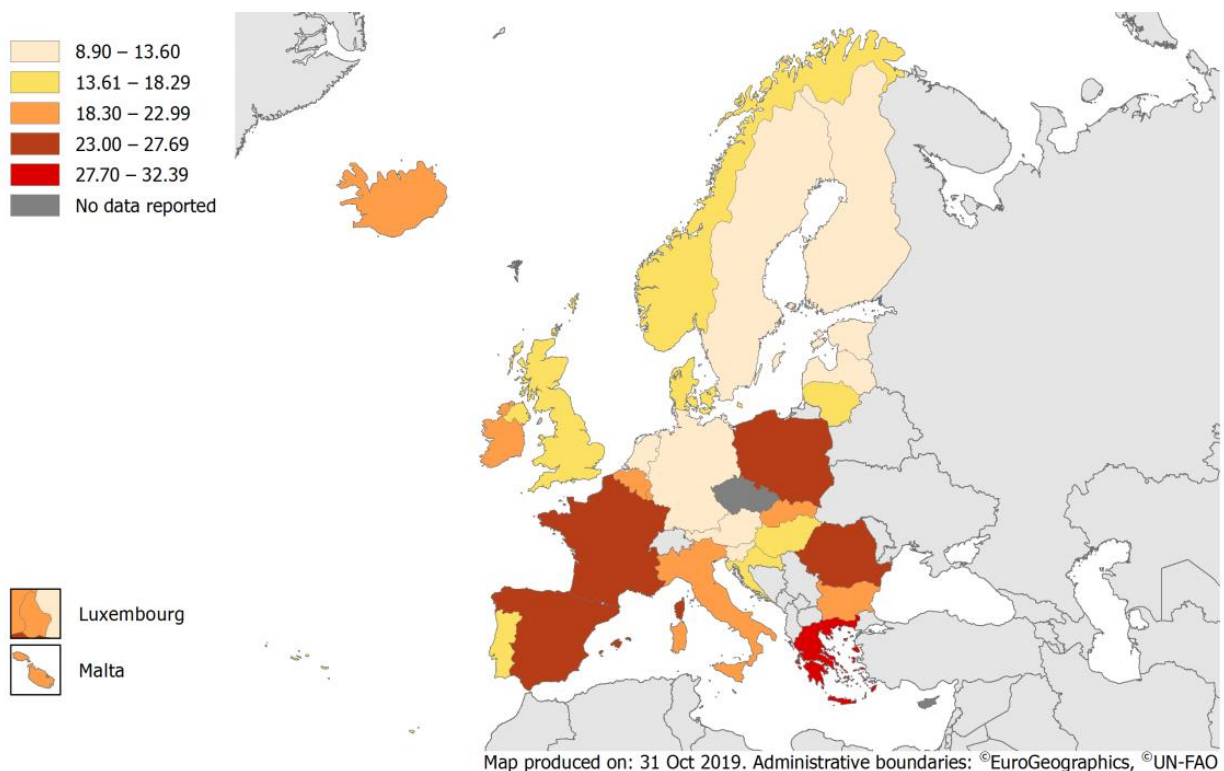 8.90 – 13.60
13.61 – 18.29
18.30 – 22.99
23.00 – 27.69
27.70 – 32.39
No data reported
Luxembourg
Malta
Map produced on: 31 Oct 2019. Administrative boundaries: ©EuroGeographics, ©UN-FAO